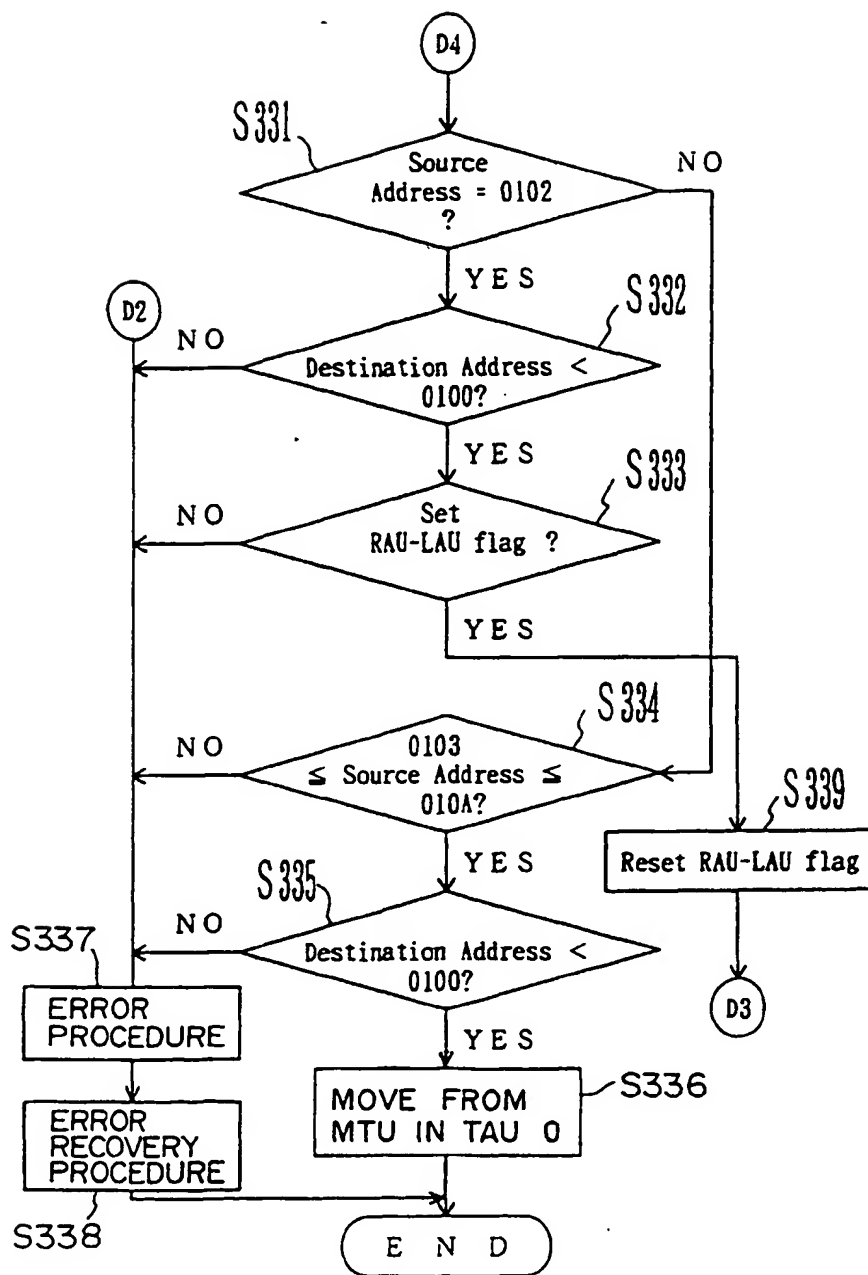 D4
S331
Source
Address = 0102
?
NO
YES
D2
S332
NO
Destination Address <
0100?
YES
S333
NO
Set
RAU-LAU flag ?
YES
S334
NO
0103
≦ Source Address ≦
010A?
S339
Reset RAU-LAU flag
YES
S335
NO
Destination Address <
0100?
S337
D3
ERROR
PROCEDURE
YES
S336
MOVE FROM
MTU IN TAU 0
ERROR
RECOVERY
PROCEDURE
S338
END